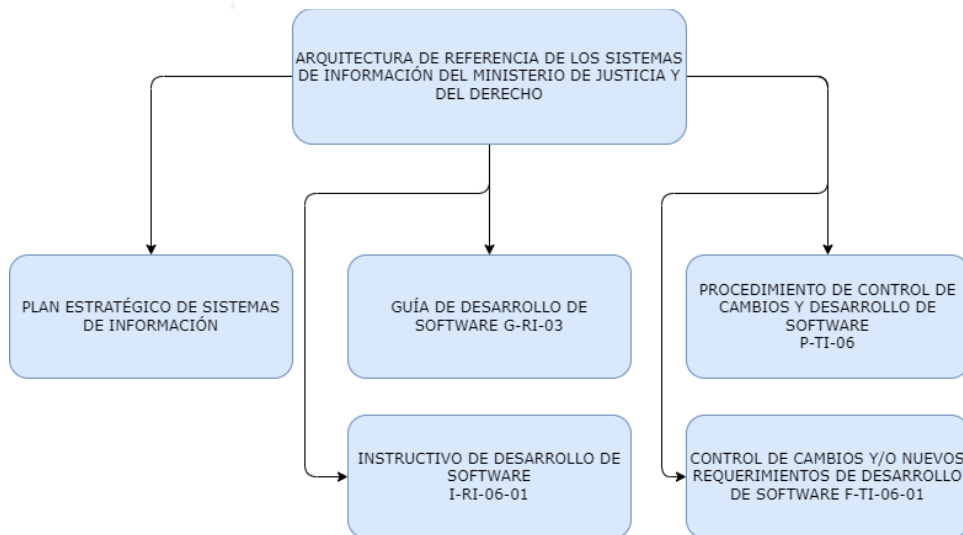 ARQUITECTURA DE REFERENCIA DE LOS SISTEMAS
DE INFORMACIÓN DEL MINISTERIO DE JUSTICIA Y
DEL DERECHO
PLAN ESTRATÉGICO DE SISTEMAS
DE INFORMACIÓN
GUÍA DE DESARROLLO DE
SOFTWARE G-RI-03
PROCEDIMIENTO DE CONTROL DE
CAMBIOS Y DESARROLLO DE
SOFTWARE
P-TI-06
INSTRUCTIVO DE DESARROLLO DE
SOFTWARE
I-RI-06-01
CONTROL DE CAMBIOS Y/O NUEVOS
REQUERIMIENTOS DE DESARROLLO
DE SOFTWARE F-TI-06-01